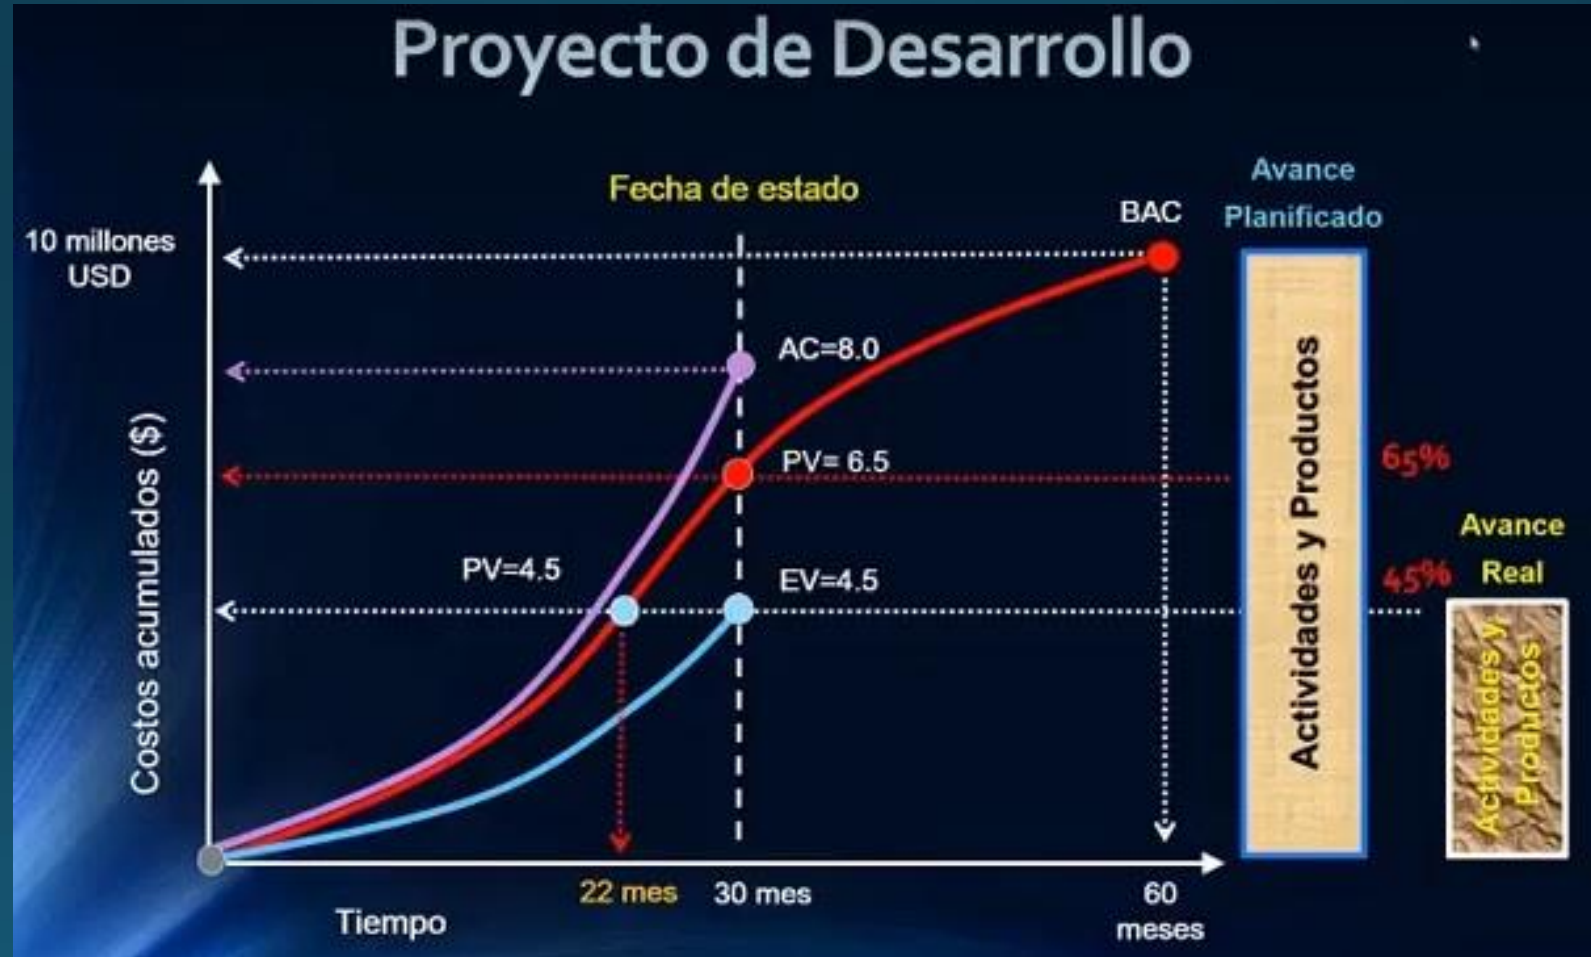 Proyecto de Desarrollo
Fecha de estado
Avance
Planificado
BAC
10 millones
USD
AC=8.0
PV= 6.5
65%
PV=4.5
EV=4.5
45%
Avance
Real
Costos acumulados ($)
Actividades y Productos
Actividades y
Productos
22 mes
30 mes
60
meses
Tiempo